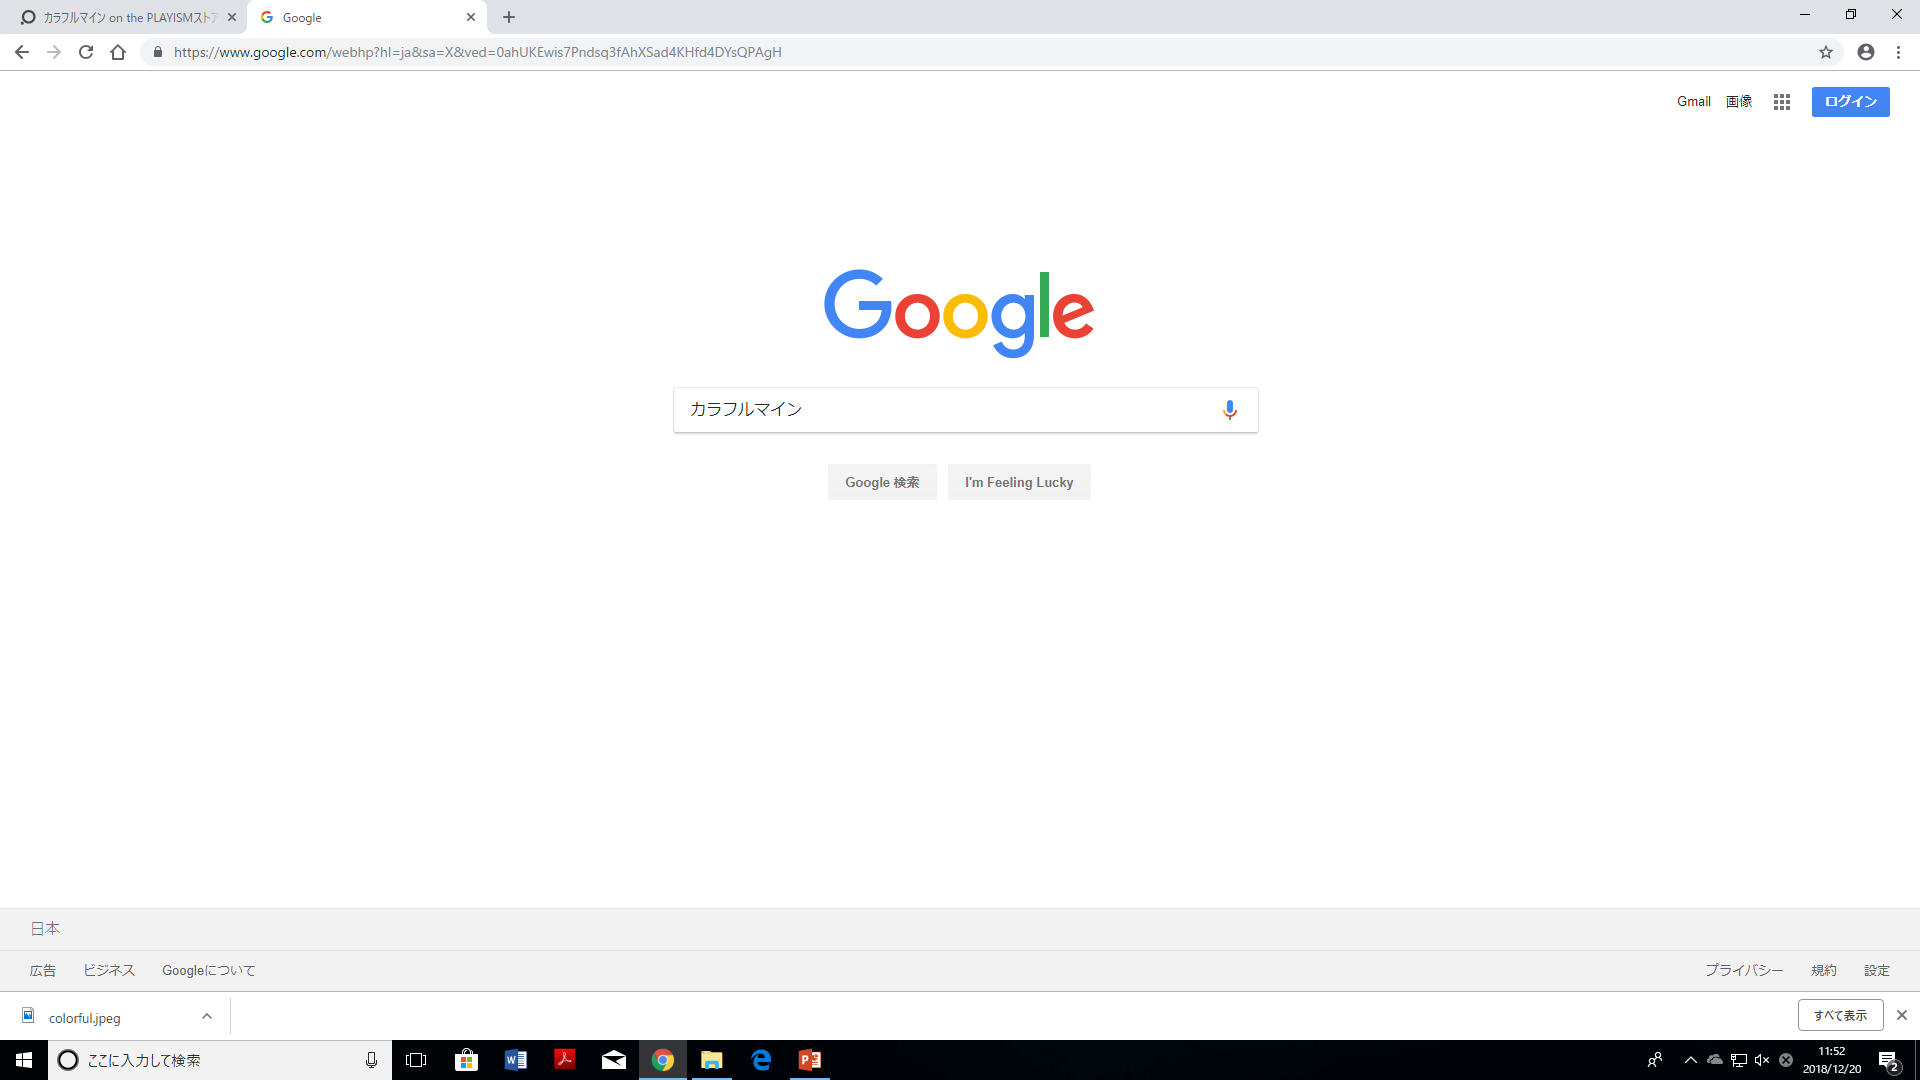 カラフルマイン on the PLAYISMストア
Google
https://www.google.com/webhp?hl=ja&sa=X&ved=0ahUKEwis7Pndsq3fAhXSad4KHfd4DYsQPAgH
Gmail 画像 ログイン
Google
カラフルマイン
Google 検索 I'm Feeling Lucky
日本
広告 ビジネス Googleについて プライバシー 規約 設定
colorful.jpeg すべて表示
ここに入力して検索
11:52
2018/12/20
2